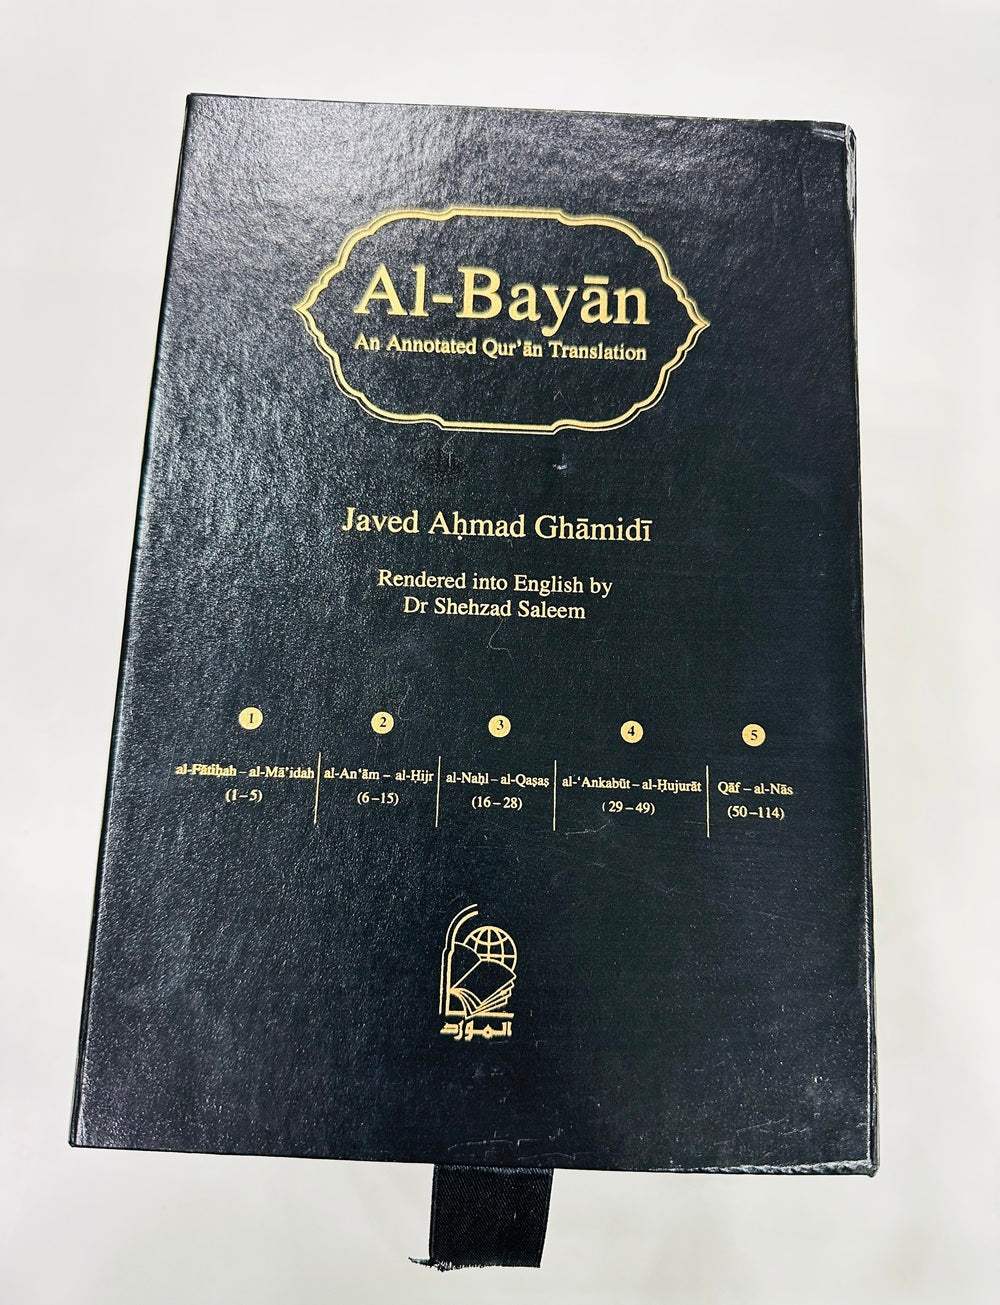 Al-Bayān
An Annotated Qur’ān Translation
Javed Aḥmad Ghāmidī
Rendered into English by
Dr Shehzad Saleem
1
al-Fātiḥah – al-Mā’idah
(1–5)
2
al-An‘ām – al-Ḥijr
(6–15)
3
al-Naḥl – al-Qaṣaṣ
(16–28)
4
al-‘Ankabūt – al-Ḥujurāt
(29–49)
5
Qāf – al-Nās
(50–114)
المورد